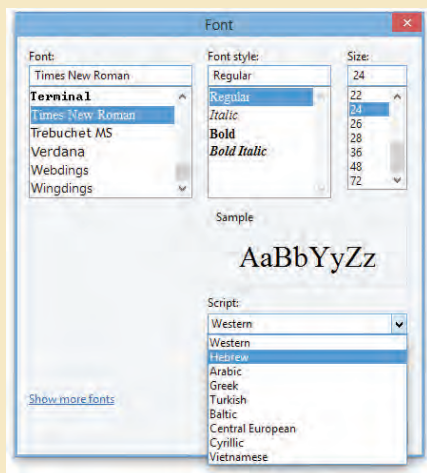 Font
Font:
Times New Roman
Terminal
Times New Roman
Trebuchet MS
Verdana
Webdings
Wingdings
Font style:
Regular
Regular
Italic
Bold
Bold Italic
Size:
24
22
24
26
28
36
48
72
Sample
AaBbYyZz
Script:
Western
Western
Hebrew
Arabic
Greek
Turkish
Baltic
Central European
Cyrillic
Vietnamese
Show more fonts